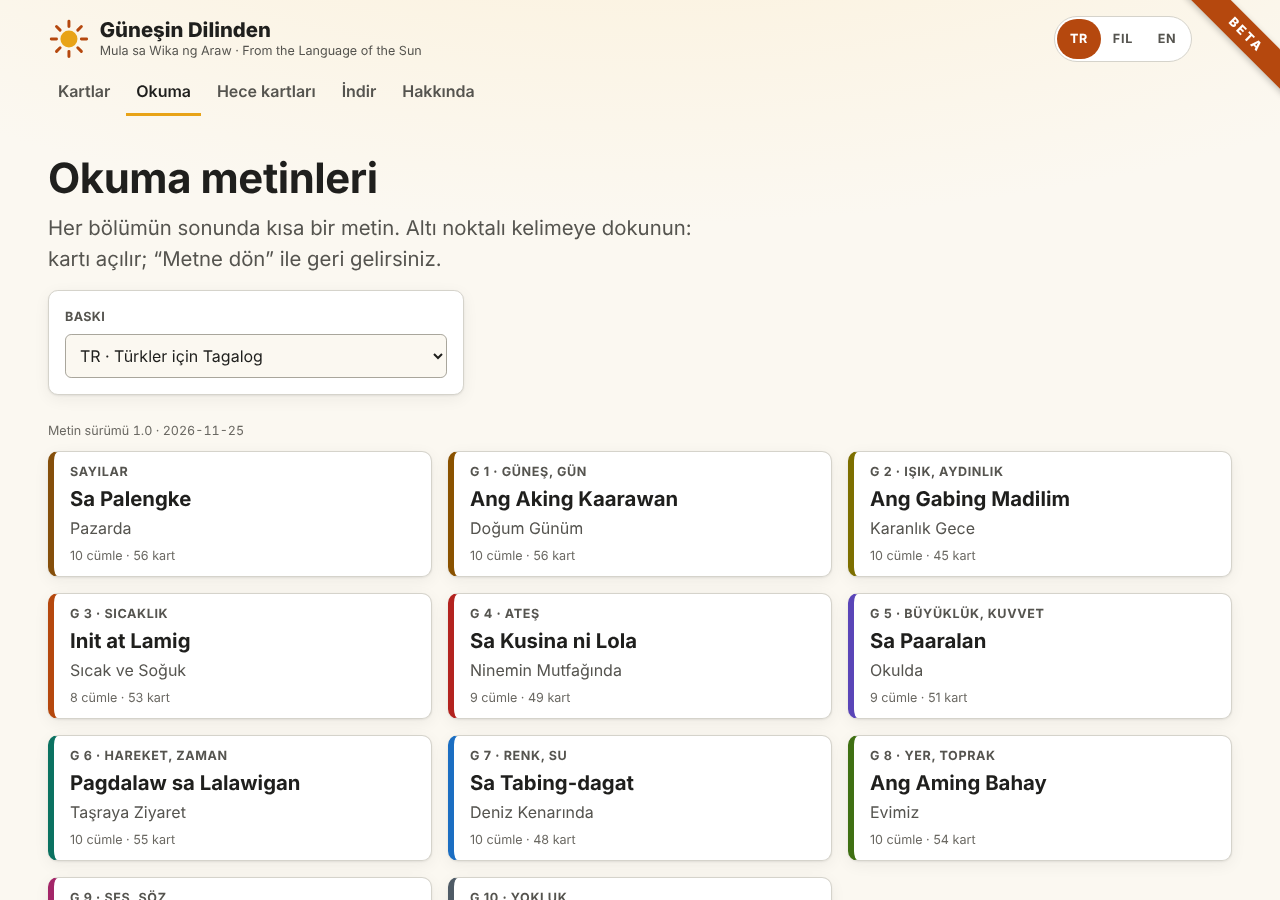 Güneşin Dilinden
Mula sa Wika ng Araw · From the Language of the Sun
TR FIL EN
BETA
Kartlar Okuma Hece kartları İndir Hakkında
Okuma metinleri
Her bölümün sonunda kısa bir metin. Altı noktalı kelimeye dokunun:
kartı açılır; “Metne dön” ile geri gelirsiniz.
BASKI
TR · Türkler için Tagalog
Metin sürümü 1.0 · 2026-11-25
SAYILAR
Sa Palengke
Pazarda
10 cümle · 56 kart
G 1 · GÜNEŞ, GÜN
Ang Aking Kaarawan
Doğum Günüm
10 cümle · 56 kart
G 2 · IŞIK, AYDINLIK
Ang Gabing Madilim
Karanlık Gece
10 cümle · 45 kart
G 3 · SICAKLIK
Init at Lamig
Sıcak ve Soğuk
8 cümle · 53 kart
G 4 · ATEŞ
Sa Kusina ni Lola
Ninemin Mutfağında
9 cümle · 49 kart
G 5 · BÜYÜKLÜK, KUVVET
Sa Paaralan
Okulda
9 cümle · 51 kart
G 6 · HAREKET, ZAMAN
Pagdalaw sa Lalawigan
Taşraya Ziyaret
10 cümle · 55 kart
G 7 · RENK, SU
Sa Tabing-dagat
Deniz Kenarında
10 cümle · 48 kart
G 8 · YER, TOPRAK
Ang Aming Bahay
Evimiz
10 cümle · 54 kart
G 9 · SES, SÖZ
G 10 · YOKLUK